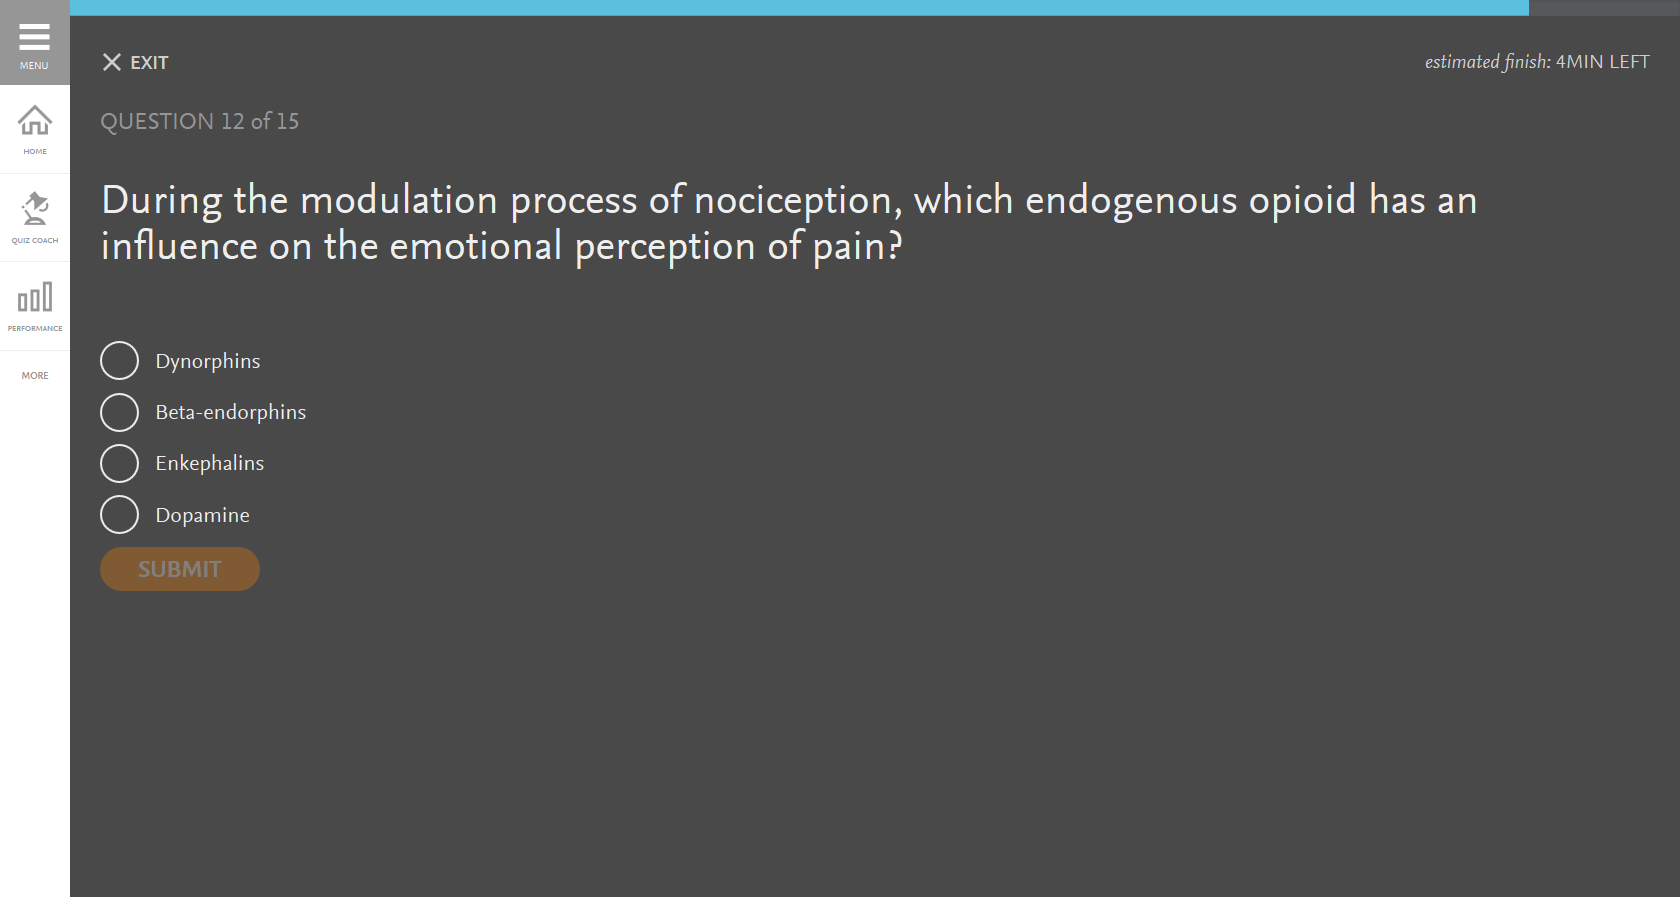 MENU
HOME
QUIZ COACH
PERFORMANCE
MORE
EXIT
estimated finish: 4MIN LEFT
QUESTION 12 of 15
During the modulation process of nociception, which endogenous opioid has an
influence on the emotional perception of pain?
Dynorphins
Beta-endorphins
Enkephalins
Dopamine
SUBMIT